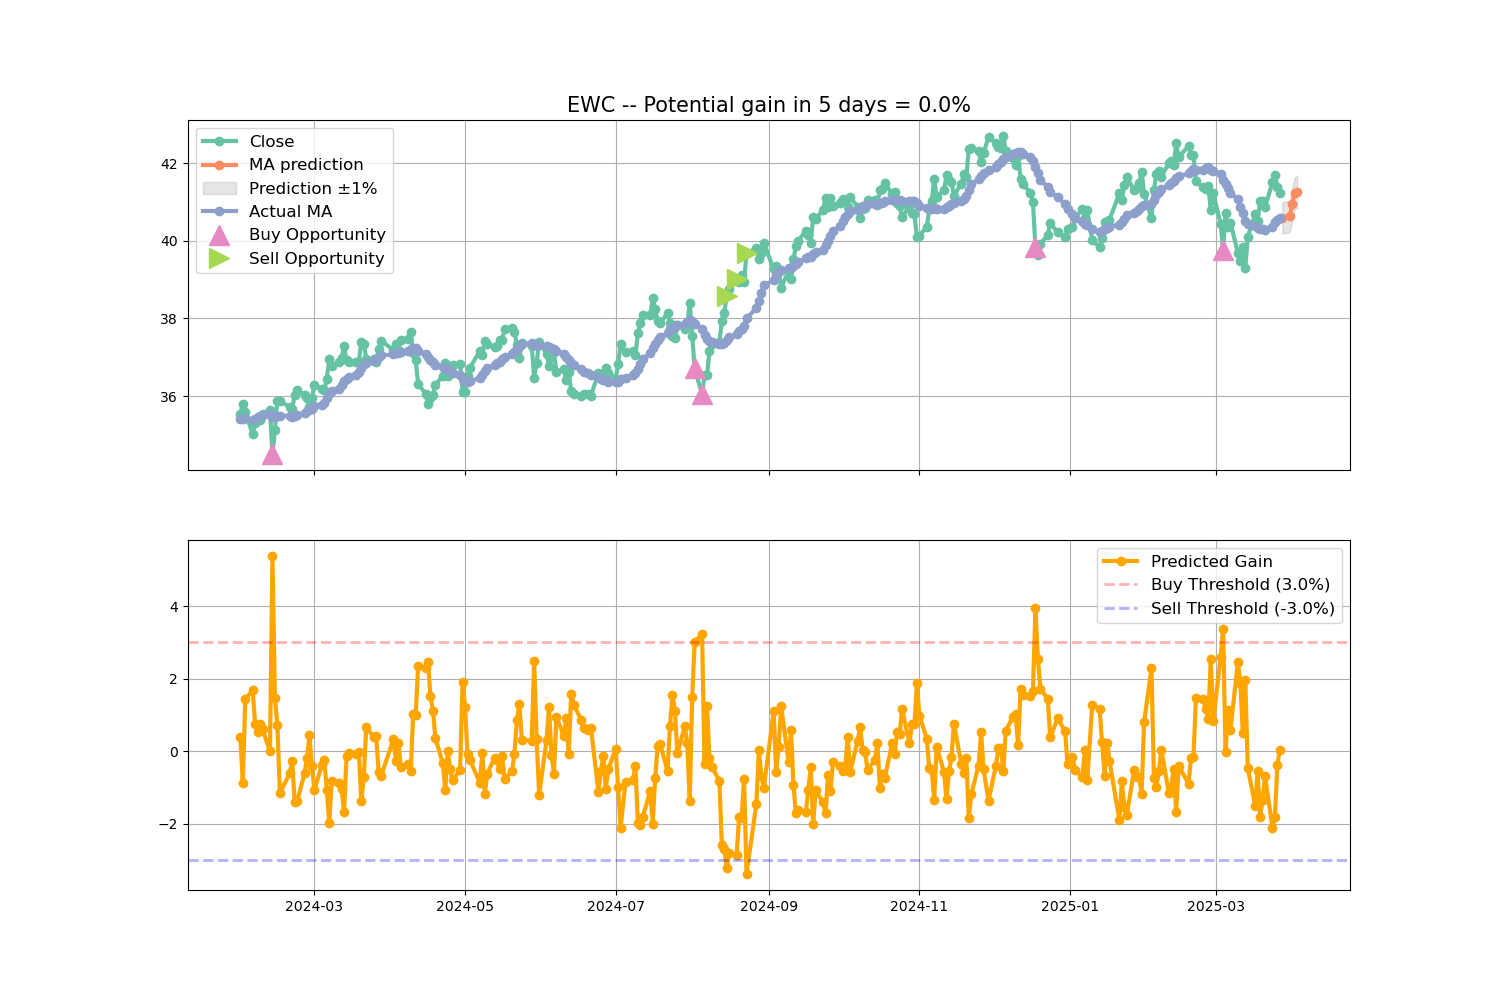 EWC -- Potential gain in 5 days = 0.0%
Close
MA prediction
Prediction ±1%
Actual MA
Buy Opportunity
Sell Opportunity
42
40
38
36
Predicted Gain
Buy Threshold (3.0%)
Sell Threshold (-3.0%)
4
2
0
−2
2024-03 2024-05 2024-07 2024-09 2024-11 2025-01 2025-03